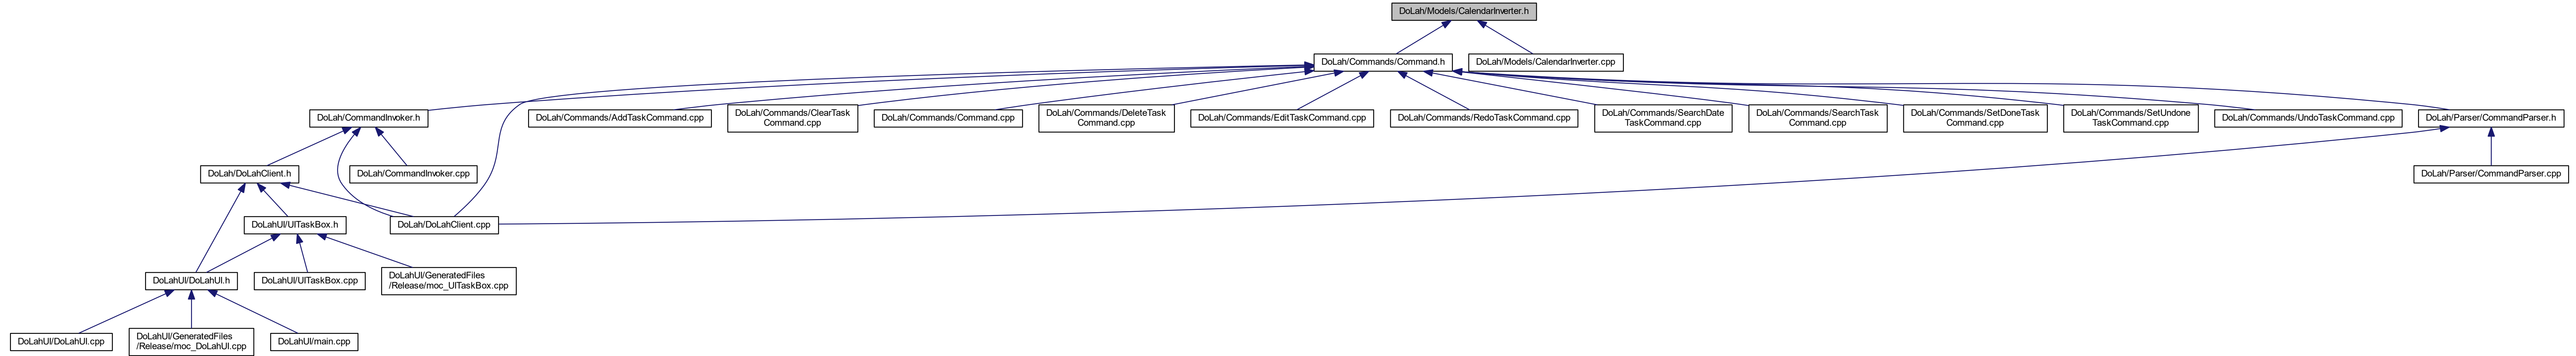 DoLah/Models/CalendarInverter.h
DoLah/Commands/Command.h
DoLah/Models/CalendarInverter.cpp
DoLah/CommandInvoker.h
DoLah/Commands/AddTaskCommand.cpp
DoLah/Commands/ClearTask
Command.cpp
DoLah/Commands/Command.cpp
DoLah/Commands/DeleteTask
Command.cpp
DoLah/Commands/EditTaskCommand.cpp
DoLah/Commands/RedoTaskCommand.cpp
DoLah/Commands/SearchDate
TaskCommand.cpp
DoLah/Commands/SearchTask
Command.cpp
DoLah/Commands/SetDoneTask
Command.cpp
DoLah/Commands/SetUndone
TaskCommand.cpp
DoLah/Commands/UndoTaskCommand.cpp
DoLah/Parser/CommandParser.h
DoLah/DoLahClient.h
DoLah/CommandInvoker.cpp
DoLah/Parser/CommandParser.cpp
DoLahUI/UITaskBox.h
DoLah/DoLahClient.cpp
DoLahUI/DoLahUI.h
DoLahUI/UITaskBox.cpp
DoLahUI/GeneratedFiles
/Release/moc_UITaskBox.cpp
DoLahUI/DoLahUI.cpp
DoLahUI/GeneratedFiles
/Release/moc_DoLahUI.cpp
DoLahUI/main.cpp